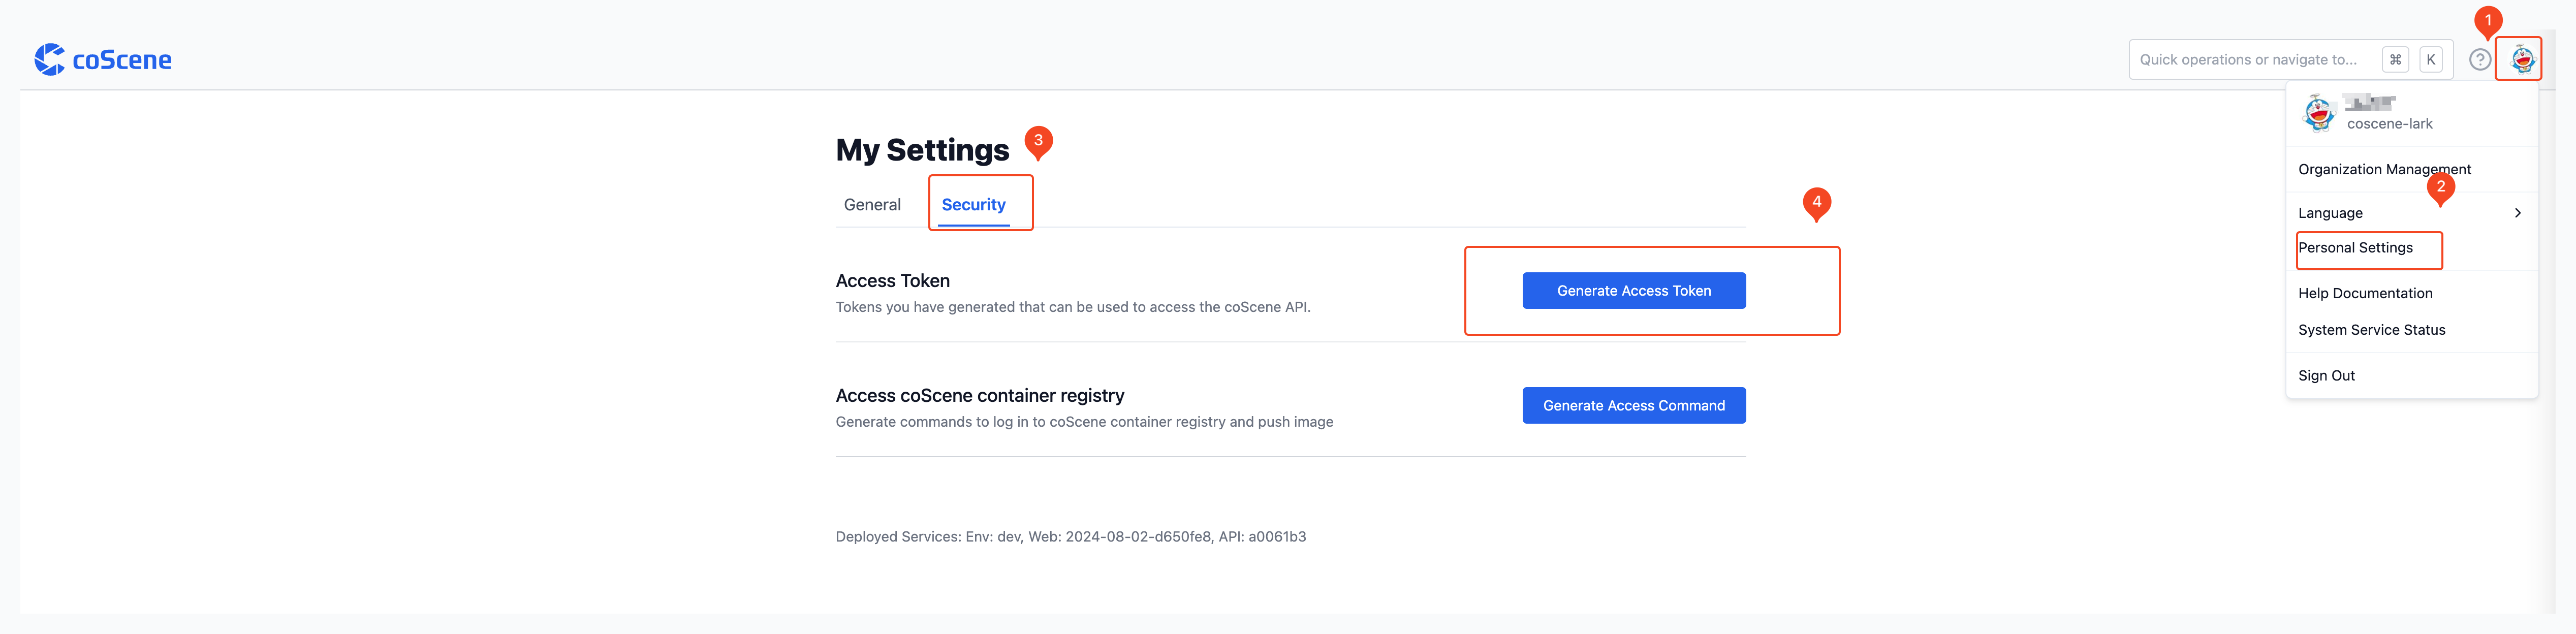 1
coScene
Quick operations or navigate to...
⌘
K
?
coscene-lark
Organization Management
2
Language
Personal Settings
Help Documentation
System Service Status
Sign Out
My Settings
3
General
Security
4
Access Token
Tokens you have generated that can be used to access the coScene API.
Generate Access Token
Access coScene container registry
Generate commands to log in to coScene container registry and push image
Generate Access Command
Deployed Services: Env: dev, Web: 2024-08-02-d650fe8, API: a0061b3